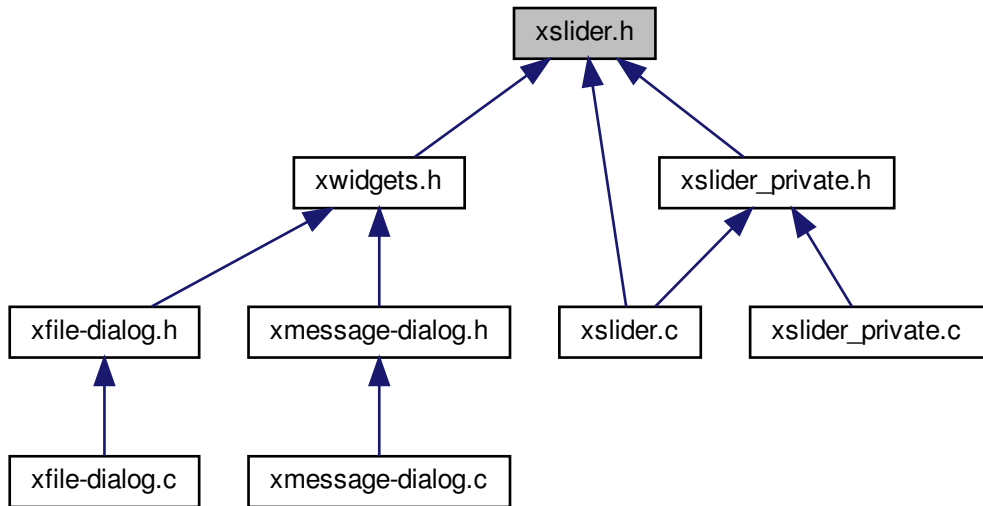 xslider.h
xwidgets.h
xslider_private.h
xfile-dialog.h
xmessage-dialog.h
xslider.c
xslider_private.c
xfile-dialog.c
xmessage-dialog.c